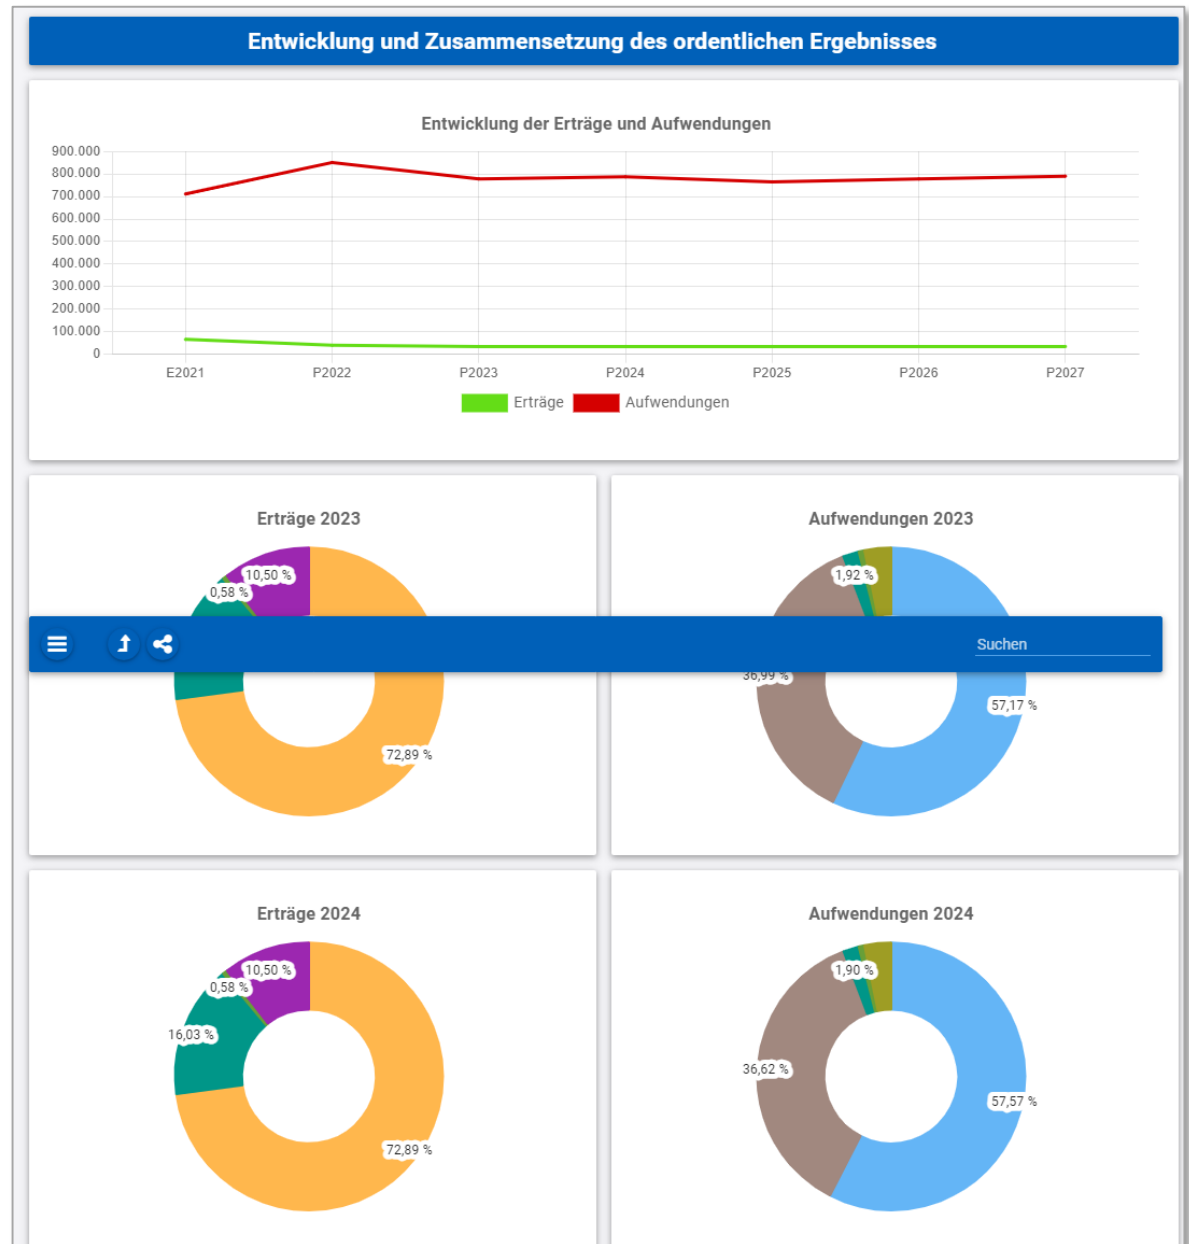 Entwicklung und Zusammensetzung des ordentlichen Ergebnisses
Entwicklung der Erträge und Aufwendungen
900.000
800.000
700.000
600.000
500.000
400.000
300.000
200.000
100.000
0
E2021 P2022 P2023 P2024 P2025 P2026 P2027
Erträge Aufwendungen
Erträge 2023
10,50 %
0,58 %
72,89 %
Aufwendungen 2023
1,92 %
36,99 %
57,17 %
Suchen
Erträge 2024
10,50 %
0,58 %
16,03 %
72,89 %
Aufwendungen 2024
1,90 %
36,62 %
57,57 %